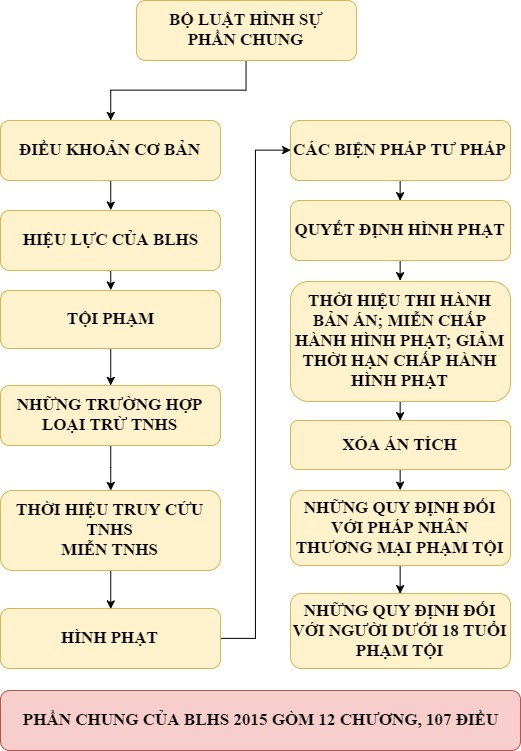 BỘ LUẬT HÌNH SỰ
PHẦN CHUNG
ĐIỀU KHOẢN CƠ BẢN
HIỆU LỰC CỦA BLHS
TỘI PHẠM
NHỮNG TRƯỜNG HỢP
LOẠI TRỪ TNHS
THỜI HIỆU TRUY CỨU
TNHS
MIỄN TNHS
HÌNH PHẠT
CÁC BIỆN PHÁP TƯ PHÁP
QUYẾT ĐỊNH HÌNH PHẠT
THỜI HIỆU THI HÀNH
BẢN ÁN; MIỄN CHẤP
HÀNH HÌNH PHẠT; GIẢM
THỜI HẠN CHẤP HÀNH
HÌNH PHẠT
XÓA ÁN TÍCH
NHỮNG QUY ĐỊNH ĐỐI
VỚI PHÁP NHÂN
THƯƠNG MẠI PHẠM TỘI
NHỮNG QUY ĐỊNH ĐỐI
VỚI NGƯỜI DƯỚI 18 TUỔI
PHẠM TỘI
PHẦN CHUNG CỦA BLHS 2015 GÒM 12 CHƯƠNG, 107 ĐIỀU